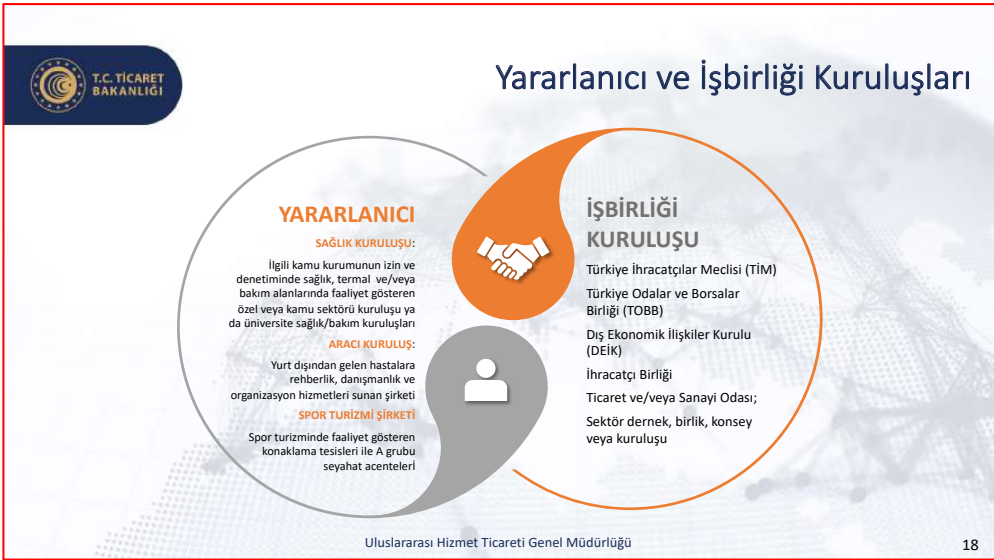 T.C. TİCARET
BAKANLIĞI
Yararlanıcı ve İşbirliği Kuruluşları
YARARLANICI
SAĞLIK KURULUŞU:
İlgili kamu kurumunun izin ve
denetiminde sağlık, termal ve/veya
bakım alanlarında faaliyet gösteren
özel veya kamu sektörü kuruluşu ya
da üniversite sağlık/bakım kuruluşları
ARACI KURULUŞ:
Yurt dışından gelen hastalara
rehberlik, danışmanlık ve
organizasyon hizmetleri sunan şirketi
SPOR TURİZMİ ŞİRKETİ
Spor turizminde faaliyet gösteren
konaklama tesisleri ile A grubu
seyahat acenteleri
İŞBİRLİĞİ
KURULUŞU
Türkiye İhracatçılar Meclisi (TİM)
Türkiye Odalar ve Borsalar
Birliği (TOBB)
Dış Ekonomik İlişkiler Kurulu
(DEİK)
İhracatçı Birliği
Ticaret ve/veya Sanayi Odası;
Sektör dernek, birlik, konsey
veya kuruluşu
Uluslararası Hizmet Ticareti Genel Müdürlüğü
18